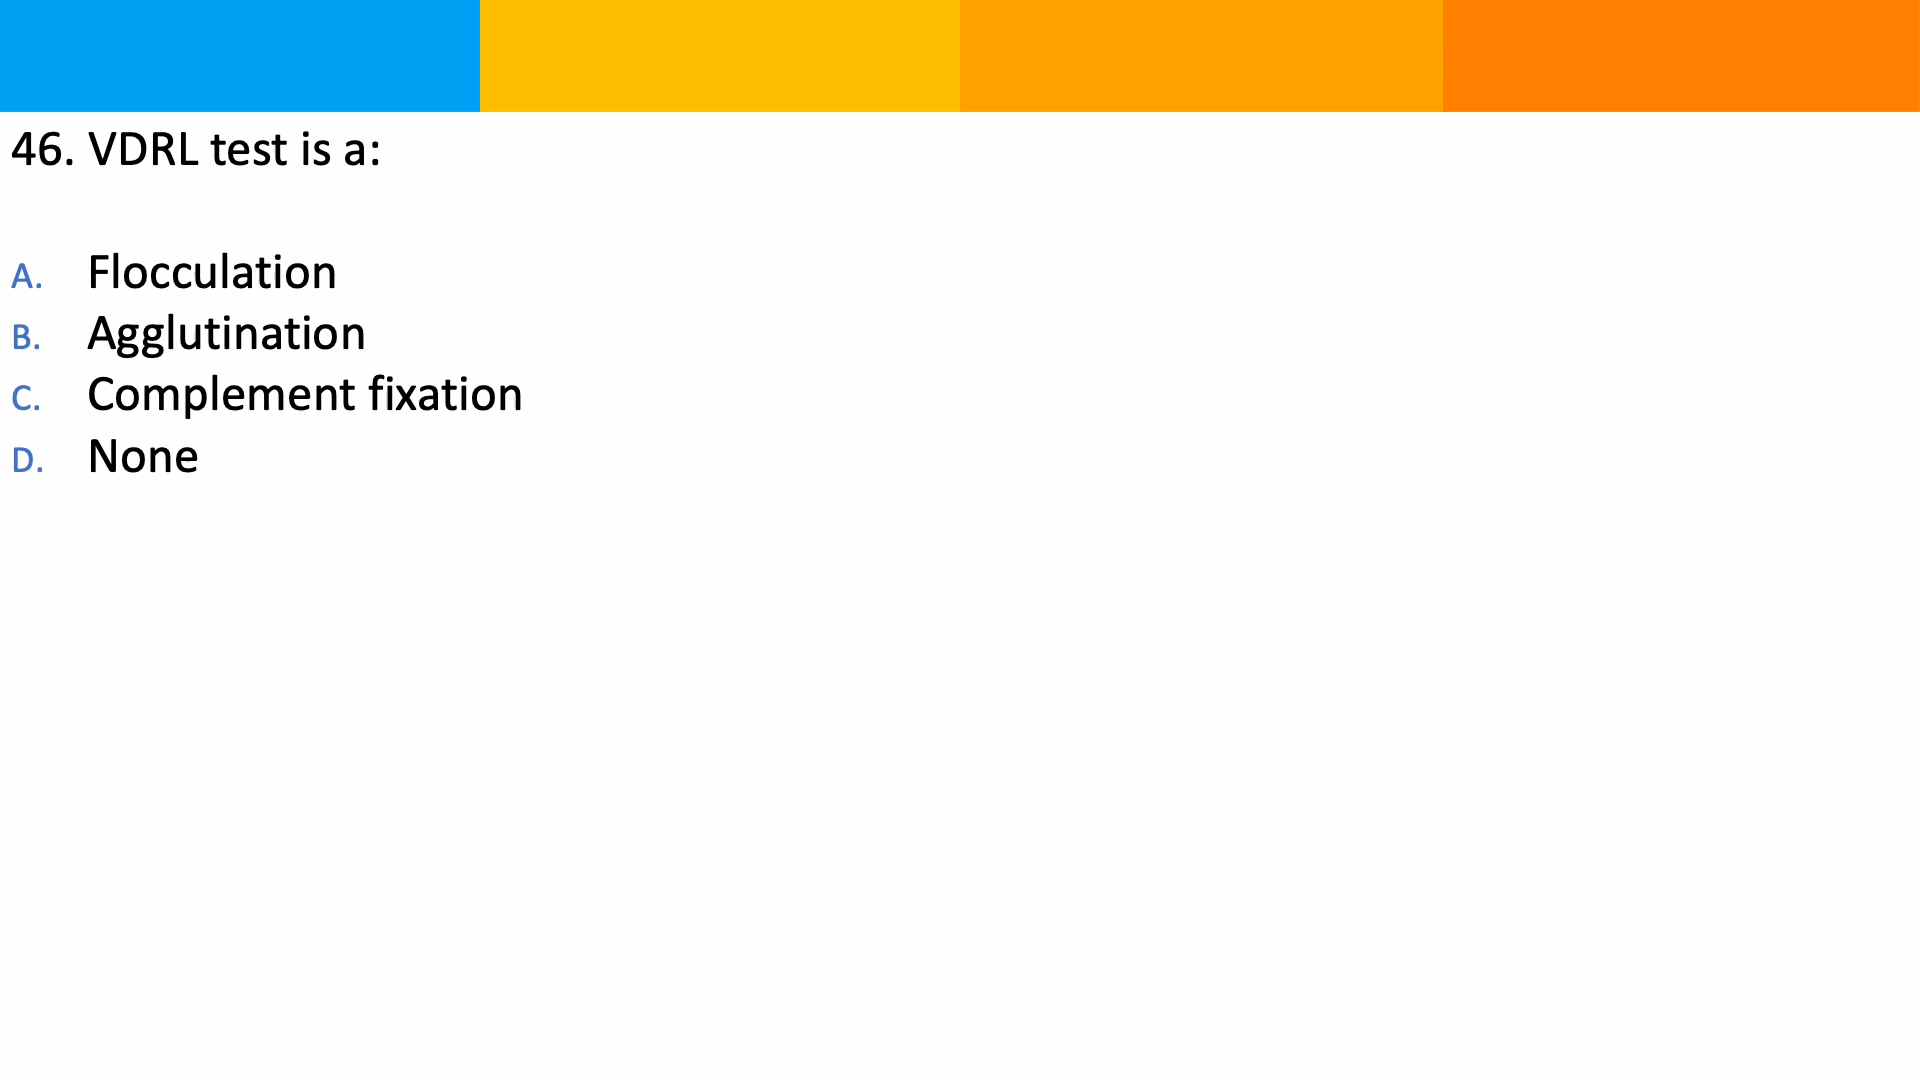 46. VDRL test is a:
A. Flocculation
B. Agglutination
C. Complement fixation
D. None